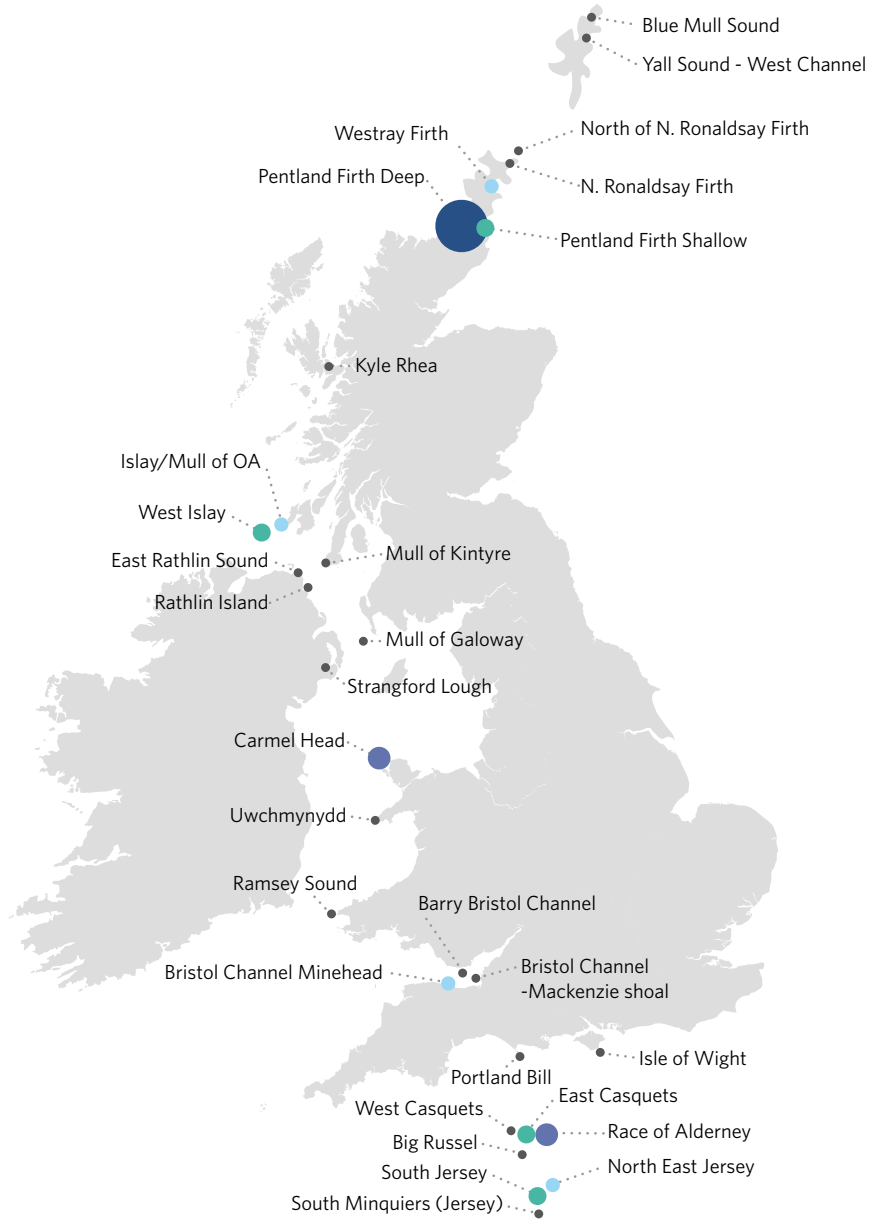 Blue Mull Sound
Yall Sound - West Channel
North of N. Ronaldsay Firth
Westray Firth
Pentland Firth Deep
N. Ronaldsay Firth
Pentland Firth Shallow
Kyle Rhea
Islay/Mull of OA
West Islay
East Rathlin Sound
Mull of Kintyre
Rathlin Island
Mull of Galoway
Strangford Lough
Carmel Head
Uwchmynydd
Ramsey Sound
Barry Bristol Channel
Bristol Channel Minehead
Bristol Channel
-Mackenzie shoal
Isle of Wight
Portland Bill
East Casquets
West Casquets
Race of Alderney
Big Russel
North East Jersey
South Jersey
South Minquiers (Jersey)